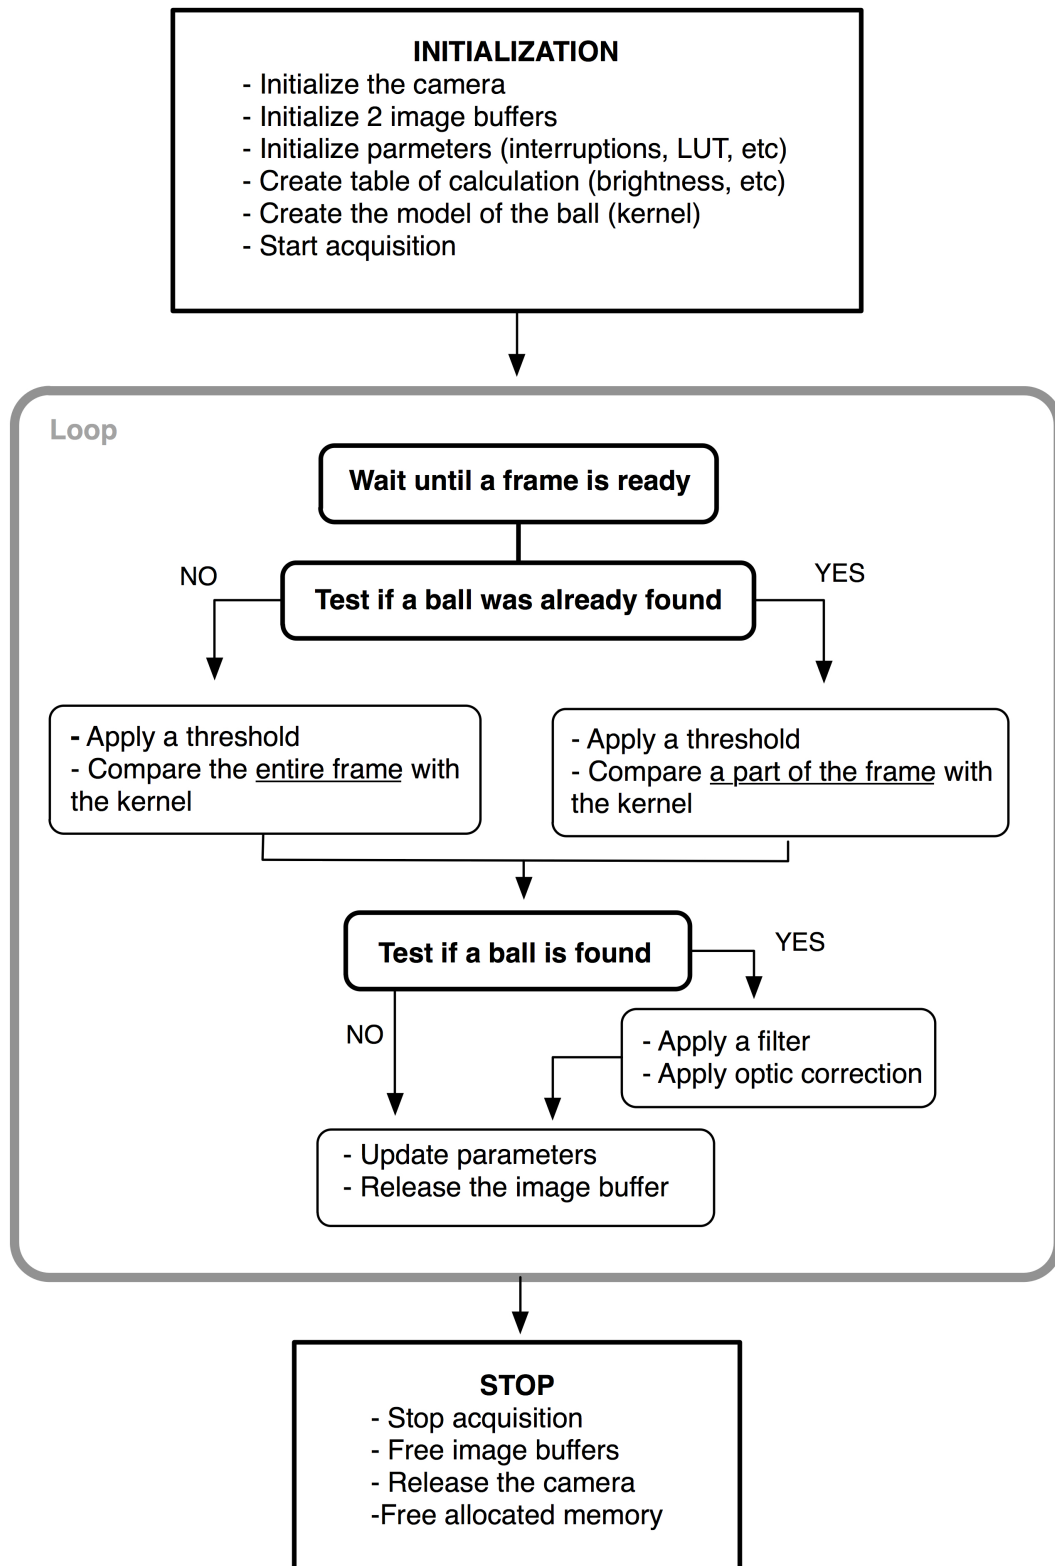 INITIALIZATION
- Initialize the camera
- Initialize 2 image buffers
- Initialize parmeters (interruptions, LUT, etc)
- Create table of calculation (brightness, etc)
- Create the model of the ball (kernel)
- Start acquisition
Loop
Wait until a frame is ready
NO
YES
Test if a ball was already found
- Apply a threshold
- Compare the entire frame with
the kernel
- Apply a threshold
- Compare a part of the frame with
the kernel
Test if a ball is found
YES
NO
- Apply a filter
- Apply optic correction
- Update parameters
- Release the image buffer
STOP
- Stop acquisition
- Free image buffers
- Release the camera
-Free allocated memory